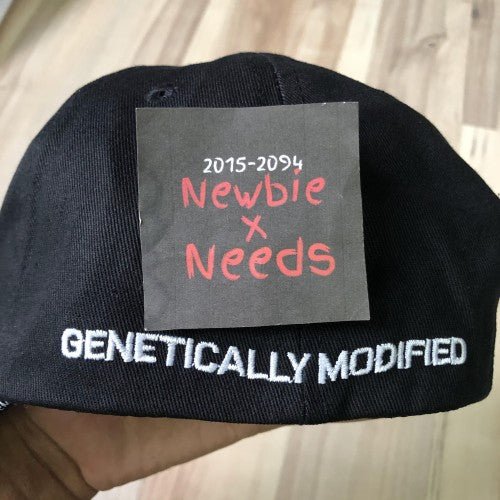 2015-2094
Newbie
x
Needs
GENETICALLY MODIFIED